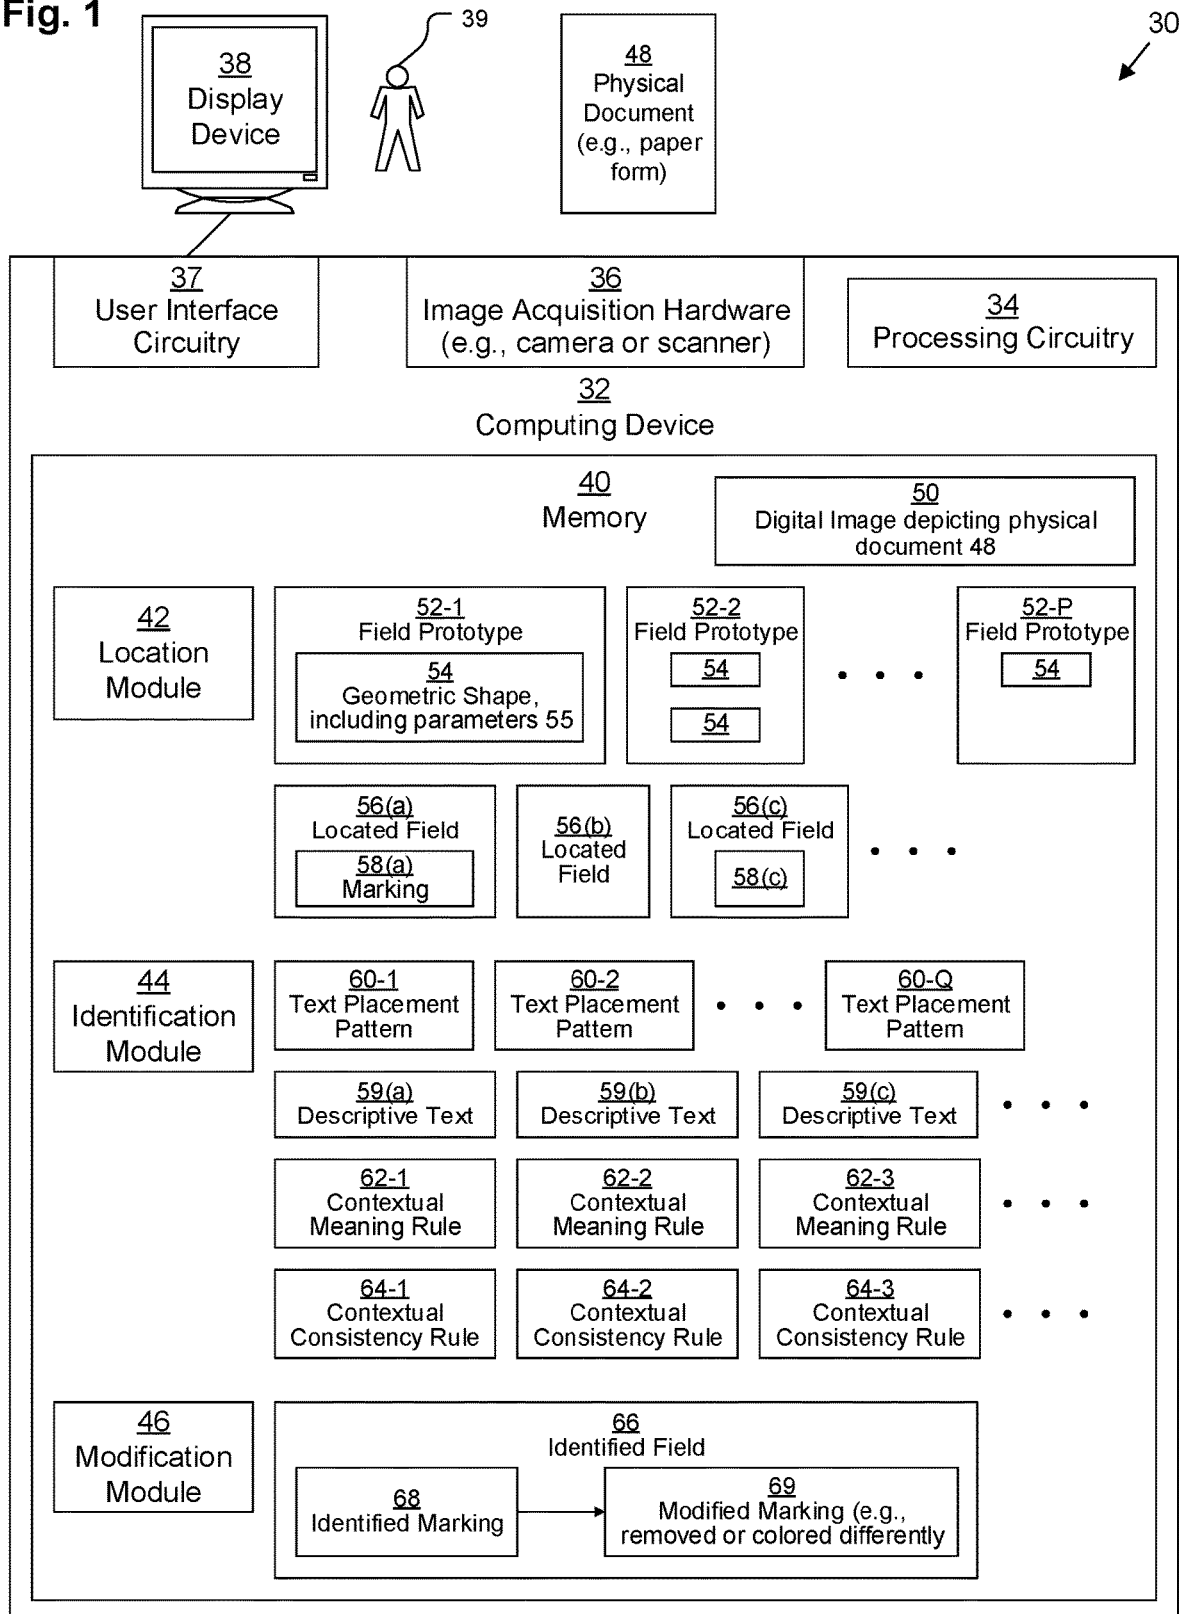 Fig. 1
39
30
38
Display
Device
48
Physical
Document
(e.g., paper
form)
37
User Interface
Circuitry
36
Image Acquisition Hardware
(e.g., camera or scanner)
34
Processing Circuitry
32
Computing Device
40
Memory
50
Digital Image depicting physical
document 48
42
Location
Module
52-1
Field Prototype
54
Geometric Shape,
including parameters 55
52-2
Field Prototype
54
54
• • •
52-P
Field Prototype
54
56(a)
Located Field
58(a)
Marking
56(b)
Located
Field
56(c)
Located Field
58(c)
• • •
44
Identification
Module
60-1
Text Placement
Pattern
60-2
Text Placement
Pattern
• • •
60-Q
Text Placement
Pattern
59(a)
Descriptive Text
59(b)
Descriptive Text
59(c)
Descriptive Text
• • •
62-1
Contextual
Meaning Rule
62-2
Contextual
Meaning Rule
62-3
Contextual
Meaning Rule
• • •
64-1
Contextual
Consistency Rule
64-2
Contextual
Consistency Rule
64-3
Contextual
Consistency Rule
• • •
46
Modification
Module
66
Identified Field
68
Identified Marking
69
Modified Marking (e.g.,
removed or colored differently